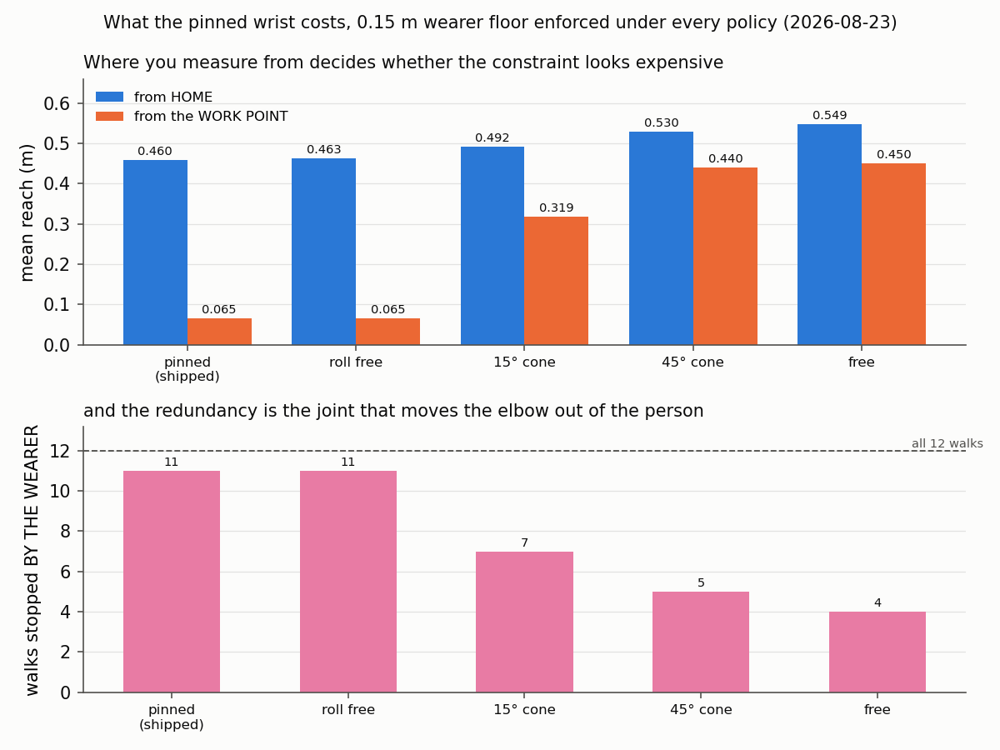 What the pinned wrist costs, 0.15 m wearer floor enforced under every policy (2026-08-23)
Where you measure from decides whether the constraint looks expensive
mean reach (m)
0.6
0.5
0.4
0.3
0.2
0.1
0.0
from HOME
from the WORK POINT
0.460
0.065
0.463
0.065
0.492
0.319
0.530
0.440
0.549
0.450
pinned
(shipped)
roll free
15° cone
45° cone
free
and the redundancy is the joint that moves the elbow out of the person
walks stopped BY THE WEARER
12
10
8
6
4
2
0
all 12 walks
11
11
7
5
4
pinned
(shipped)
roll free
15° cone
45° cone
free